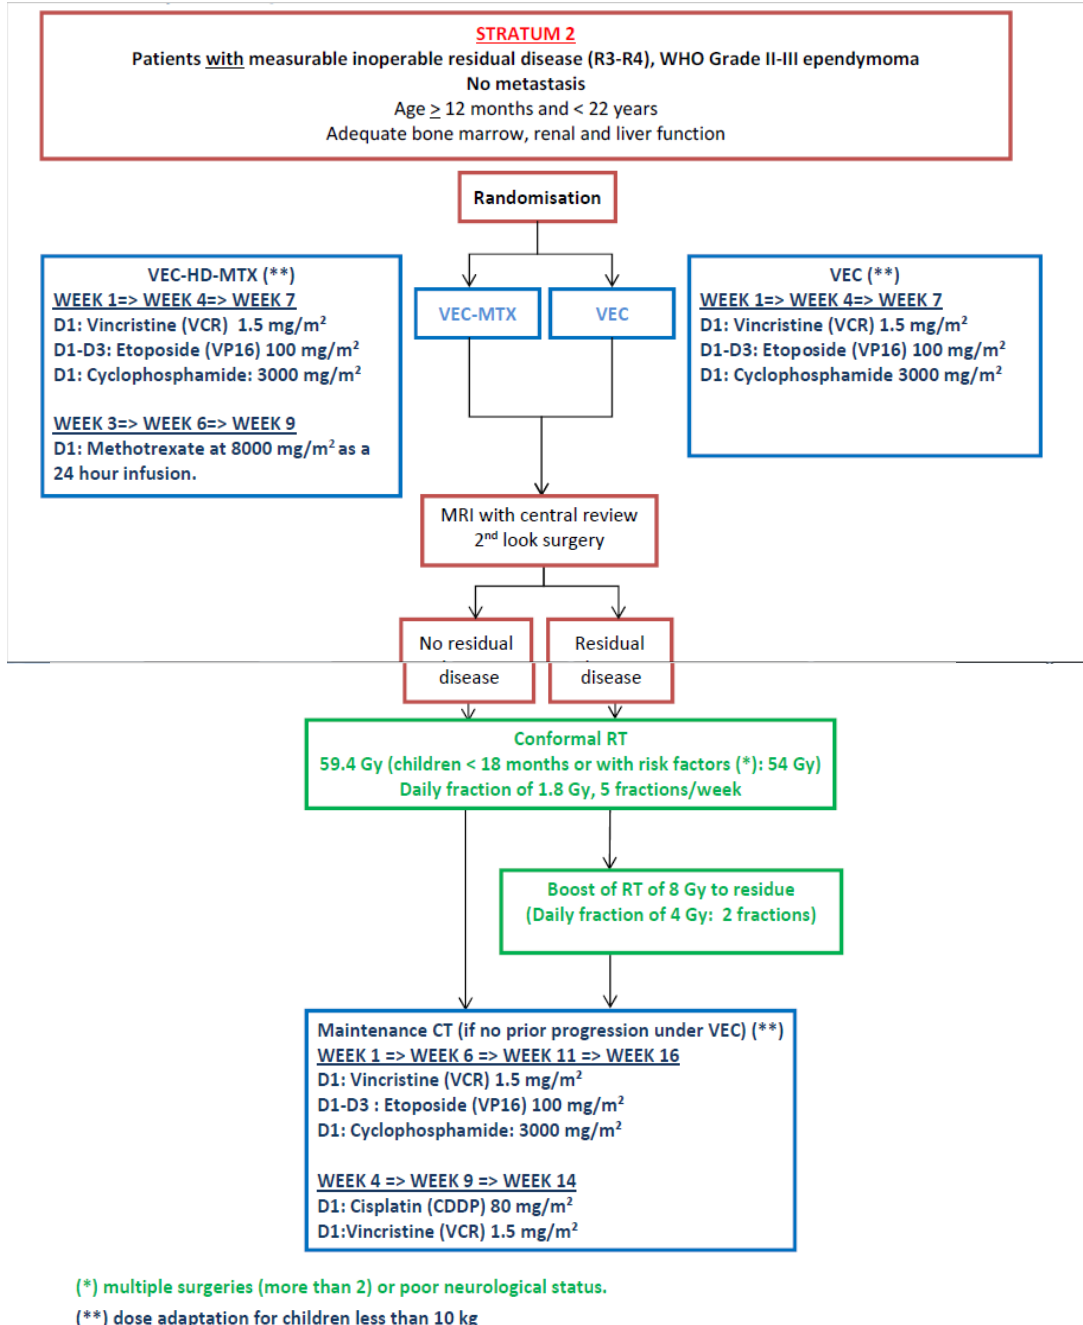 STRATUM 2
Patients with measurable inoperable residual disease (R3-R4), WHO Grade II-III ependymoma
No metastasis
Age > 12 months and < 22 years
Adequate bone marrow, renal and liver function
Randomisation
VEC-HD-MTX (**)
WEEK 1=> WEEK 4=> WEEK 7
D1: Vincristine (VCR) 1.5 mg/m²
D1-D3: Etoposide (VP16) 100 mg/m²
D1: Cyclophosphamide: 3000 mg/m²
WEEK 3=> WEEK 6=> WEEK 9
D1: Methotrexate at 8000 mg/m² as a
24 hour infusion.
VEC-MTX
VEC
VEC (**)
WEEK 1=> WEEK 4=> WEEK 7
D1: Vincristine (VCR) 1.5 mg/m²
D1-D3: Etoposide (VP16) 100 mg/m²
D1: Cyclophosphamide 3000 mg/m²
MRI with central review
2nd look surgery
No residual
disease
Residual
disease
Conformal RT
59.4 Gy (children < 18 months or with risk factors (*): 54 Gy)
Daily fraction of 1.8 Gy, 5 fractions/week
Boost of RT of 8 Gy to residue
(Daily fraction of 4 Gy: 2 fractions)
Maintenance CT (if no prior progression under VEC) (**)
WEEK 1 => WEEK 6 => WEEK 11 => WEEK 16
D1: Vincristine (VCR) 1.5 mg/m²
D1-D3 : Etoposide (VP16) 100 mg/m²
D1: Cyclophosphamide: 3000 mg/m²
WEEK 4 => WEEK 9 => WEEK 14
D1: Cisplatin (CDDP) 80 mg/m²
D1:Vincristine (VCR) 1.5 mg/m²
(*) multiple surgeries (more than 2) or poor neurological status.
(**) dose adaptation for children less than 10 kg